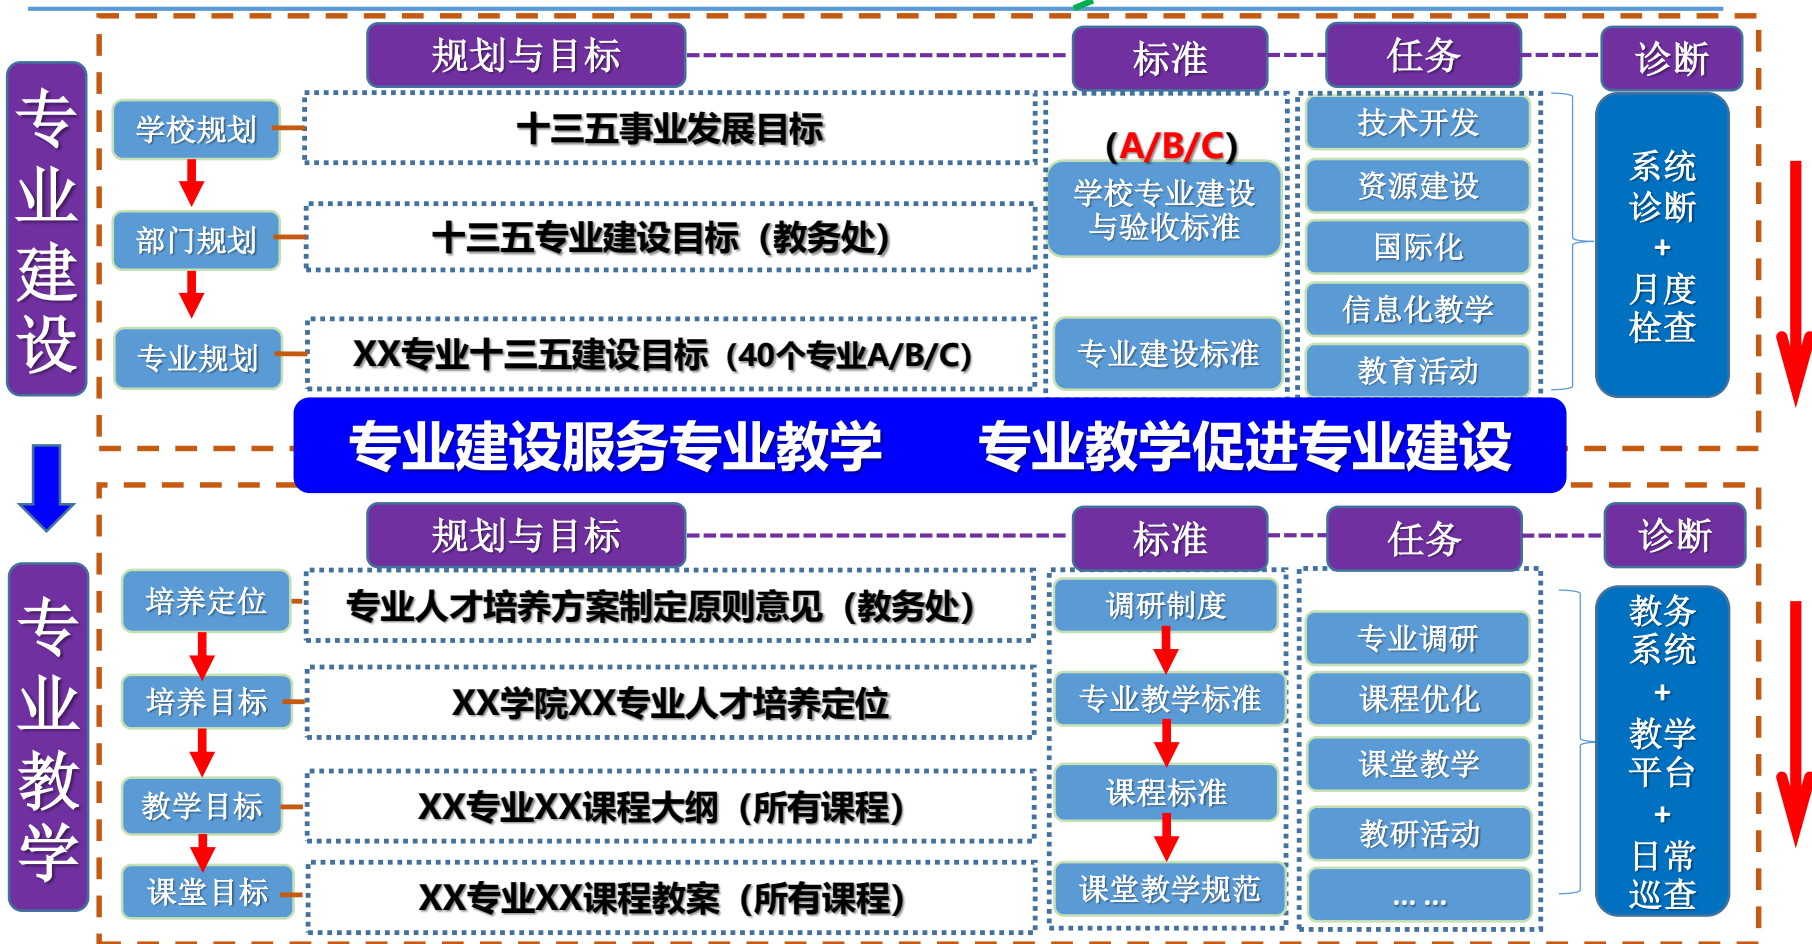 专业建设
规划与目标
标准
任务
诊断
学校规划
十三五事业发展目标
部门规划
十三五专业建设目标（教务处）
专业规划
XX专业十三五建设目标（40个专业A/B/C）
（A/B/C）
学校专业建设
与验收标准
专业建设标准
技术开发
资源建设
国际化
信息化教学
教育活动
系统
诊断
+
月度
栓查
专业建设服务专业教学 专业教学促进专业建设
专业教学
规划与目标
标准
任务
诊断
培养定位
专业人才培养方案制定原则意见（教务处）
培养目标
XX学院XX专业人才培养定位
教学目标
XX专业XX课程大纲（所有课程）
课堂目标
XX专业XX课程教案（所有课程）
调研制度
专业教学标准
课程标准
课堂教学规范
专业调研
课程优化
课堂教学
教研活动
... ...
教务
系统
+
教学
平台
+
日常
巡查